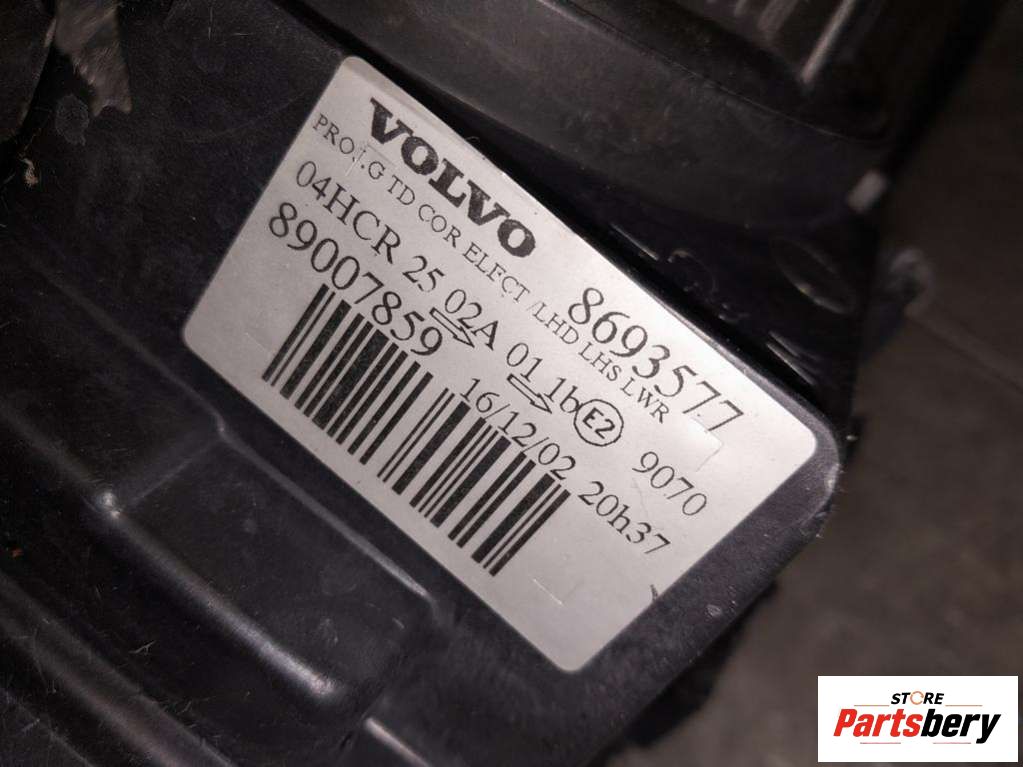 VOLVO 8693577
TD COR ELECT /LHD LHS LWR
04HCR 25 02A 01 1b E2 9070
89007859 16/12/02 20h37
STORE
Partsbery